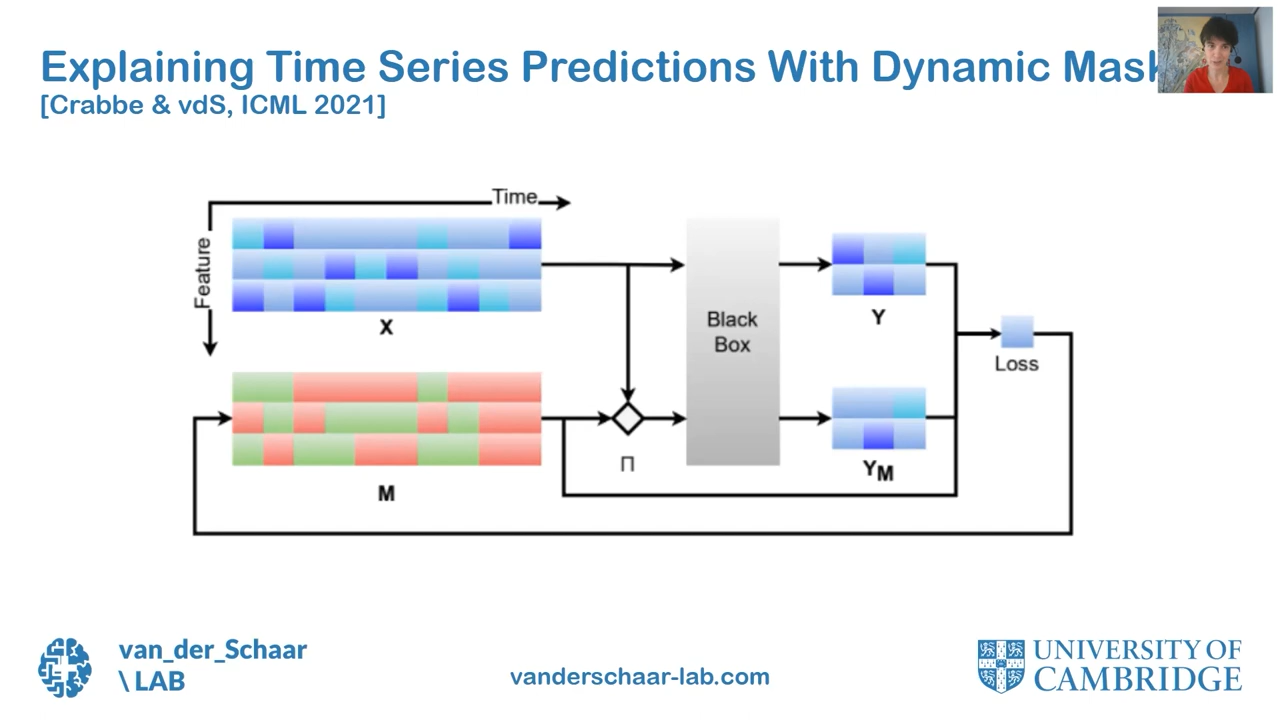 Explaining Time Series Predictions With Dynamic Mask
[Crabbe & vdS, ICML 2021]
Time
Feature
X
Black
Box
Y
Loss
Π
M
YM
van_der_Schaar
\ LAB
vanderschaar-lab.com
UNIVERSITY OF
CAMBRIDGE